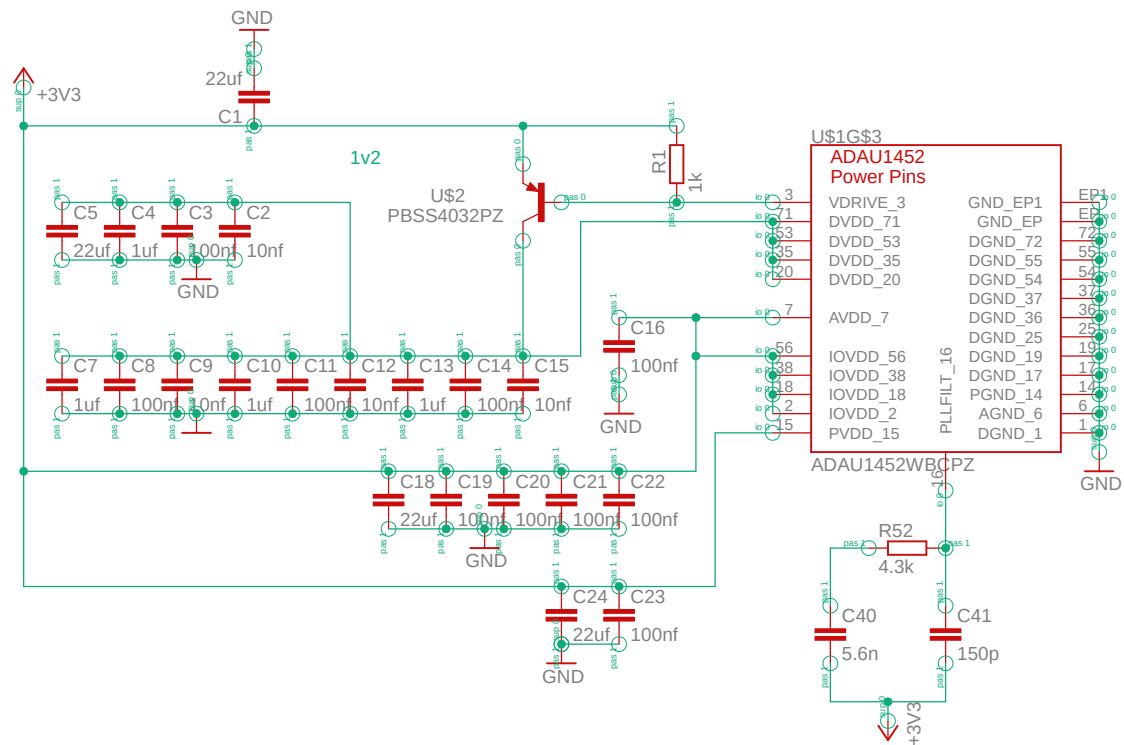 GND
22uf
C1
+3V3
1v2
R1
1k
U$2
PBSS4032PZ
C5
C4
C3
C2
22uf
1uf
00nf
10nf
GND
C7
C8
C9
C10
C11
C12
C13
C14
C15
1uf
100nf
0nf
1uf
100nf
10nf
1uf
100nf
10nf
C16
100nf
GND
C18
C19
C20
C21
C22
22uf
100nf
100nf
100nf
100nf
GND
C24
C23
22uf
100nf
GND
U$1G$3
ADAU1452
Power Pins
3 VDRIVE_3
71 DVDD_71
53 DVDD_53
35 DVDD_35
20 DVDD_20
7 AVDD_7
56 IOVDD_56
38 IOVDD_38
18 IOVDD_18
2 IOVDD_2
15 PVDD_15
PLLFILT_16
16
GND_EP1 EP1
GND_EP EP
DGND_72 72
DGND_55 55
DGND_54 54
DGND_37 37
DGND_36 36
DGND_25 25
DGND_19 19
DGND_17 17
PGND_14 14
AGND_6 6
DGND_1 1
GND
ADAU1452WBCPZ
R52
4.3k
C40
5.6n
C41
150p
+3V3